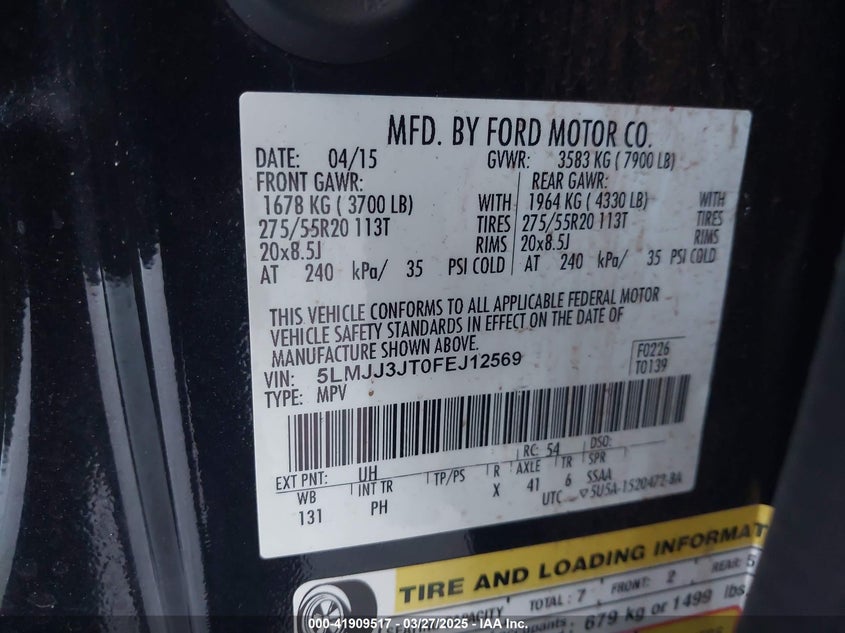 MFD. BY FORD MOTOR CO.
DATE: 04/15 GVWR: 3583 KG ( 7900 LB)
FRONT GAWR: REAR GAWR:
1678 KG ( 3700 LB) WITH 1964 KG ( 4330 LB) WITH
275/55R20 113T TIRES 275/55R20 113T TIRES
20x8.5J RIMS 20x8.5J RIMS
AT 240 kPa/ 35 PSI COLD AT 240 kPa/ 35 PSI COLD
THIS VEHICLE CONFORMS TO ALL APPLICABLE FEDERAL MOTOR
VEHICLE SAFETY STANDARDS IN EFFECT ON THE DATE OF
MANUFACTURE SHOWN ABOVE.
VIN: 5LMJJ3JT0FEJ12569 F0226
TYPE: MPV T0139
EXT PNT: UH RC: 54 DSO:
WB INT TR TP/PS R AXLE TR SPR
131 PH X 41 6 SSAA
UTC ▽5U5A-1520472-BA
TIRE AND LOADING INFORMAT
TOTAL : 7 FRONT: 2 REAR: 5
679 kg or 1499 lbs.
000-41909517 - 03/27/2025 - IAA Inc.